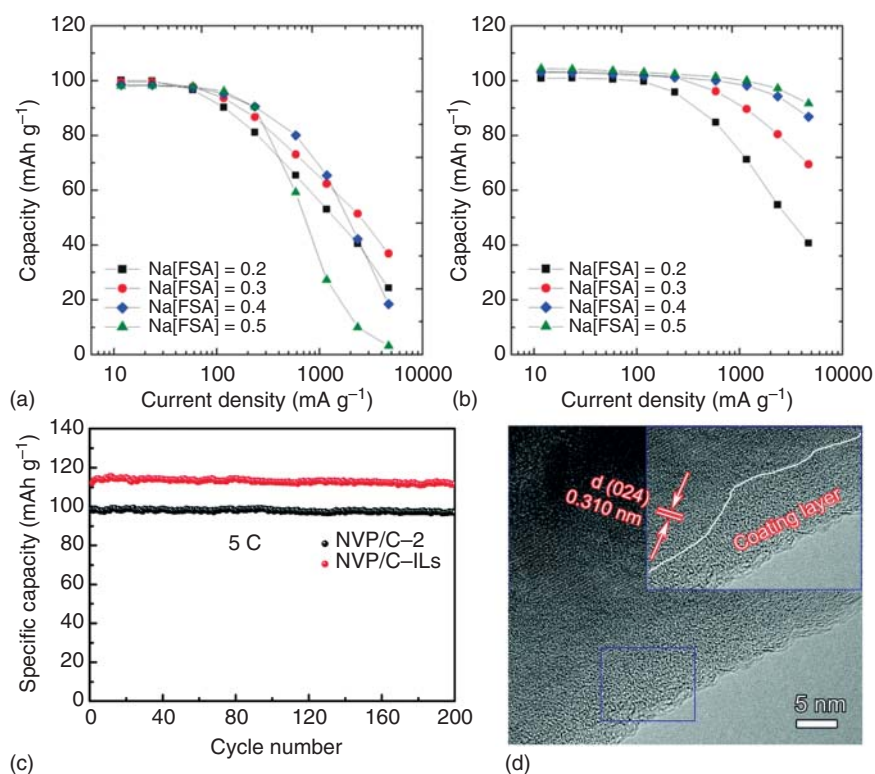 120
100
80
60
40
20
0
Capacity (mAh g⁻¹)
Na[FSA] = 0.2
Na[FSA] = 0.3
Na[FSA] = 0.4
Na[FSA] = 0.5
10 100 1000 10000
Current density (mA g⁻¹)
(a)
120
100
80
60
40
20
0
Capacity (mAh g⁻¹)
Na[FSA] = 0.2
Na[FSA] = 0.3
Na[FSA] = 0.4
Na[FSA] = 0.5
10 100 1000 10000
Current density (mA g⁻¹)
(b)
140
120
100
80
60
40
20
0
Specific capacity (mAh g⁻¹)
5 C
NVP/C–2
NVP/C–ILs
0 40 80 120 160 200
Cycle number
(c)
d (024)
0.310 nm
Coating layer
5 nm
(d)